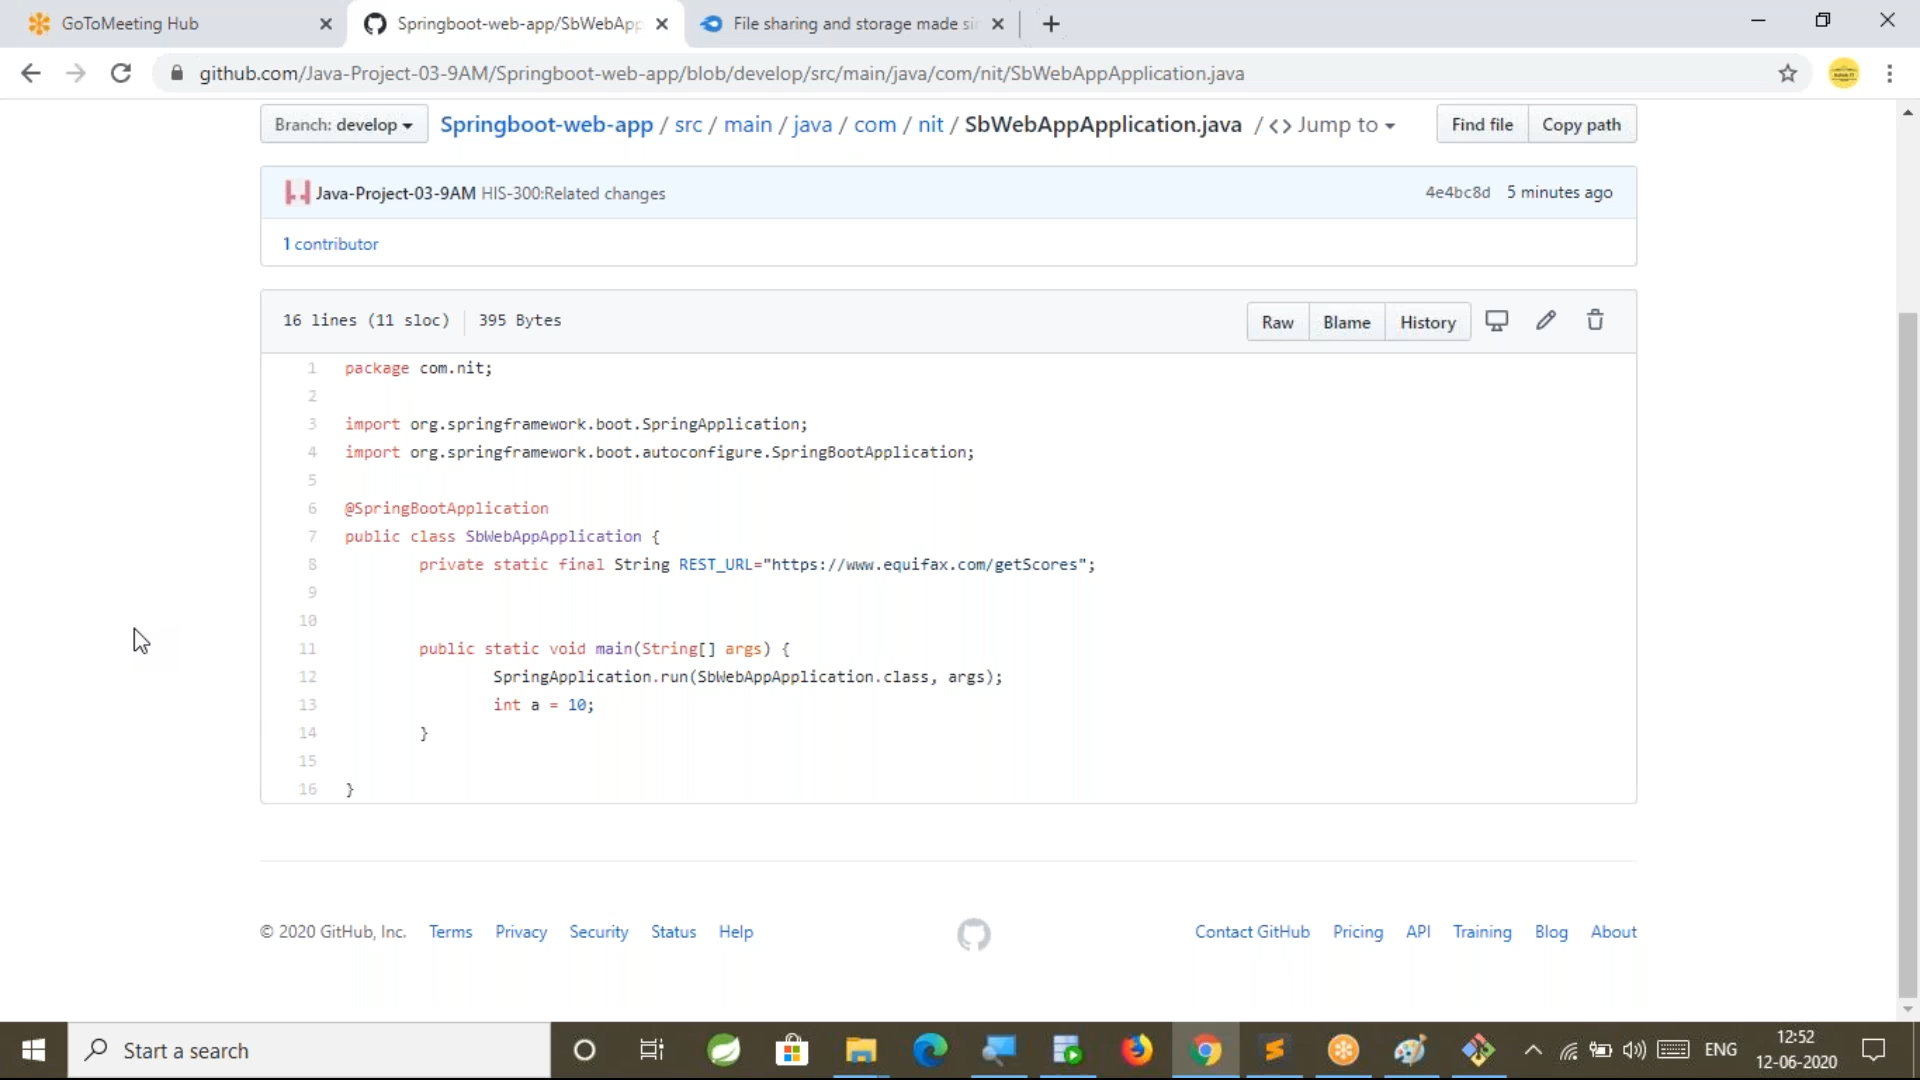 GoToMeeting Hub
Springboot-web-app/SbWebApp
File sharing and storage made si
github.com/Java-Project-03-9AM/Springboot-web-app/blob/develop/src/main/java/com/nit/SbWebAppApplication.java
Branch: develop
Springboot-web-app / src / main / java / com / nit / SbWebAppApplication.java / <> Jump to
Find file
Copy path
Java-Project-03-9AM HIS-300:Related changes
4e4bc8d 5 minutes ago
1 contributor
16 lines (11 sloc) 395 Bytes
Raw Blame History
1 package com.nit;
2
3 import org.springframework.boot.SpringApplication;
4 import org.springframework.boot.autoconfigure.SpringBootApplication;
5
6 @SpringBootApplication
7 public class SbWebAppApplication {
8 private static final String REST_URL="https://www.equifax.com/getScores";
9
10
11 public static void main(String[] args) {
12 SpringApplication.run(SbWebAppApplication.class, args);
13 int a = 10;
14 }
15
16 }
© 2020 GitHub, Inc. Terms Privacy Security Status Help
Contact GitHub Pricing API Training Blog About
Start a search
ENG
12:52
12-06-2020